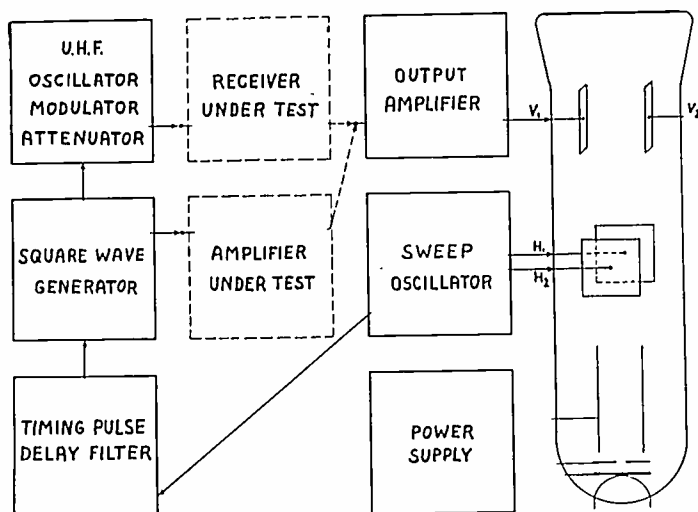 U.H.F.
OSCILLATOR
MODULATOR
ATTENUATOR
RECEIVER
UNDER TEST
OUTPUT
AMPLIFIER
V₁
V₂
SQUARE WAVE
GENERATOR
AMPLIFIER
UNDER TEST
SWEEP
OSCILLATOR
H₁
H₂
TIMING PULSE
DELAY FILTER
POWER
SUPPLY